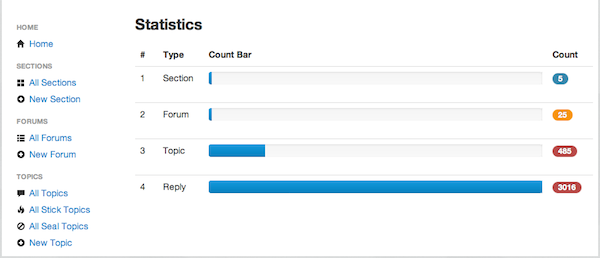 HOME
Home
SECTIONS
All Sections
New Section
FORUMS
All Forums
New Forum
TOPICS
All Topics
All Stick Topics
All Seal Topics
New Topic
Statistics
# Type Count Bar Count
1 Section 5
2 Forum 25
3 Topic 485
4 Reply 3016